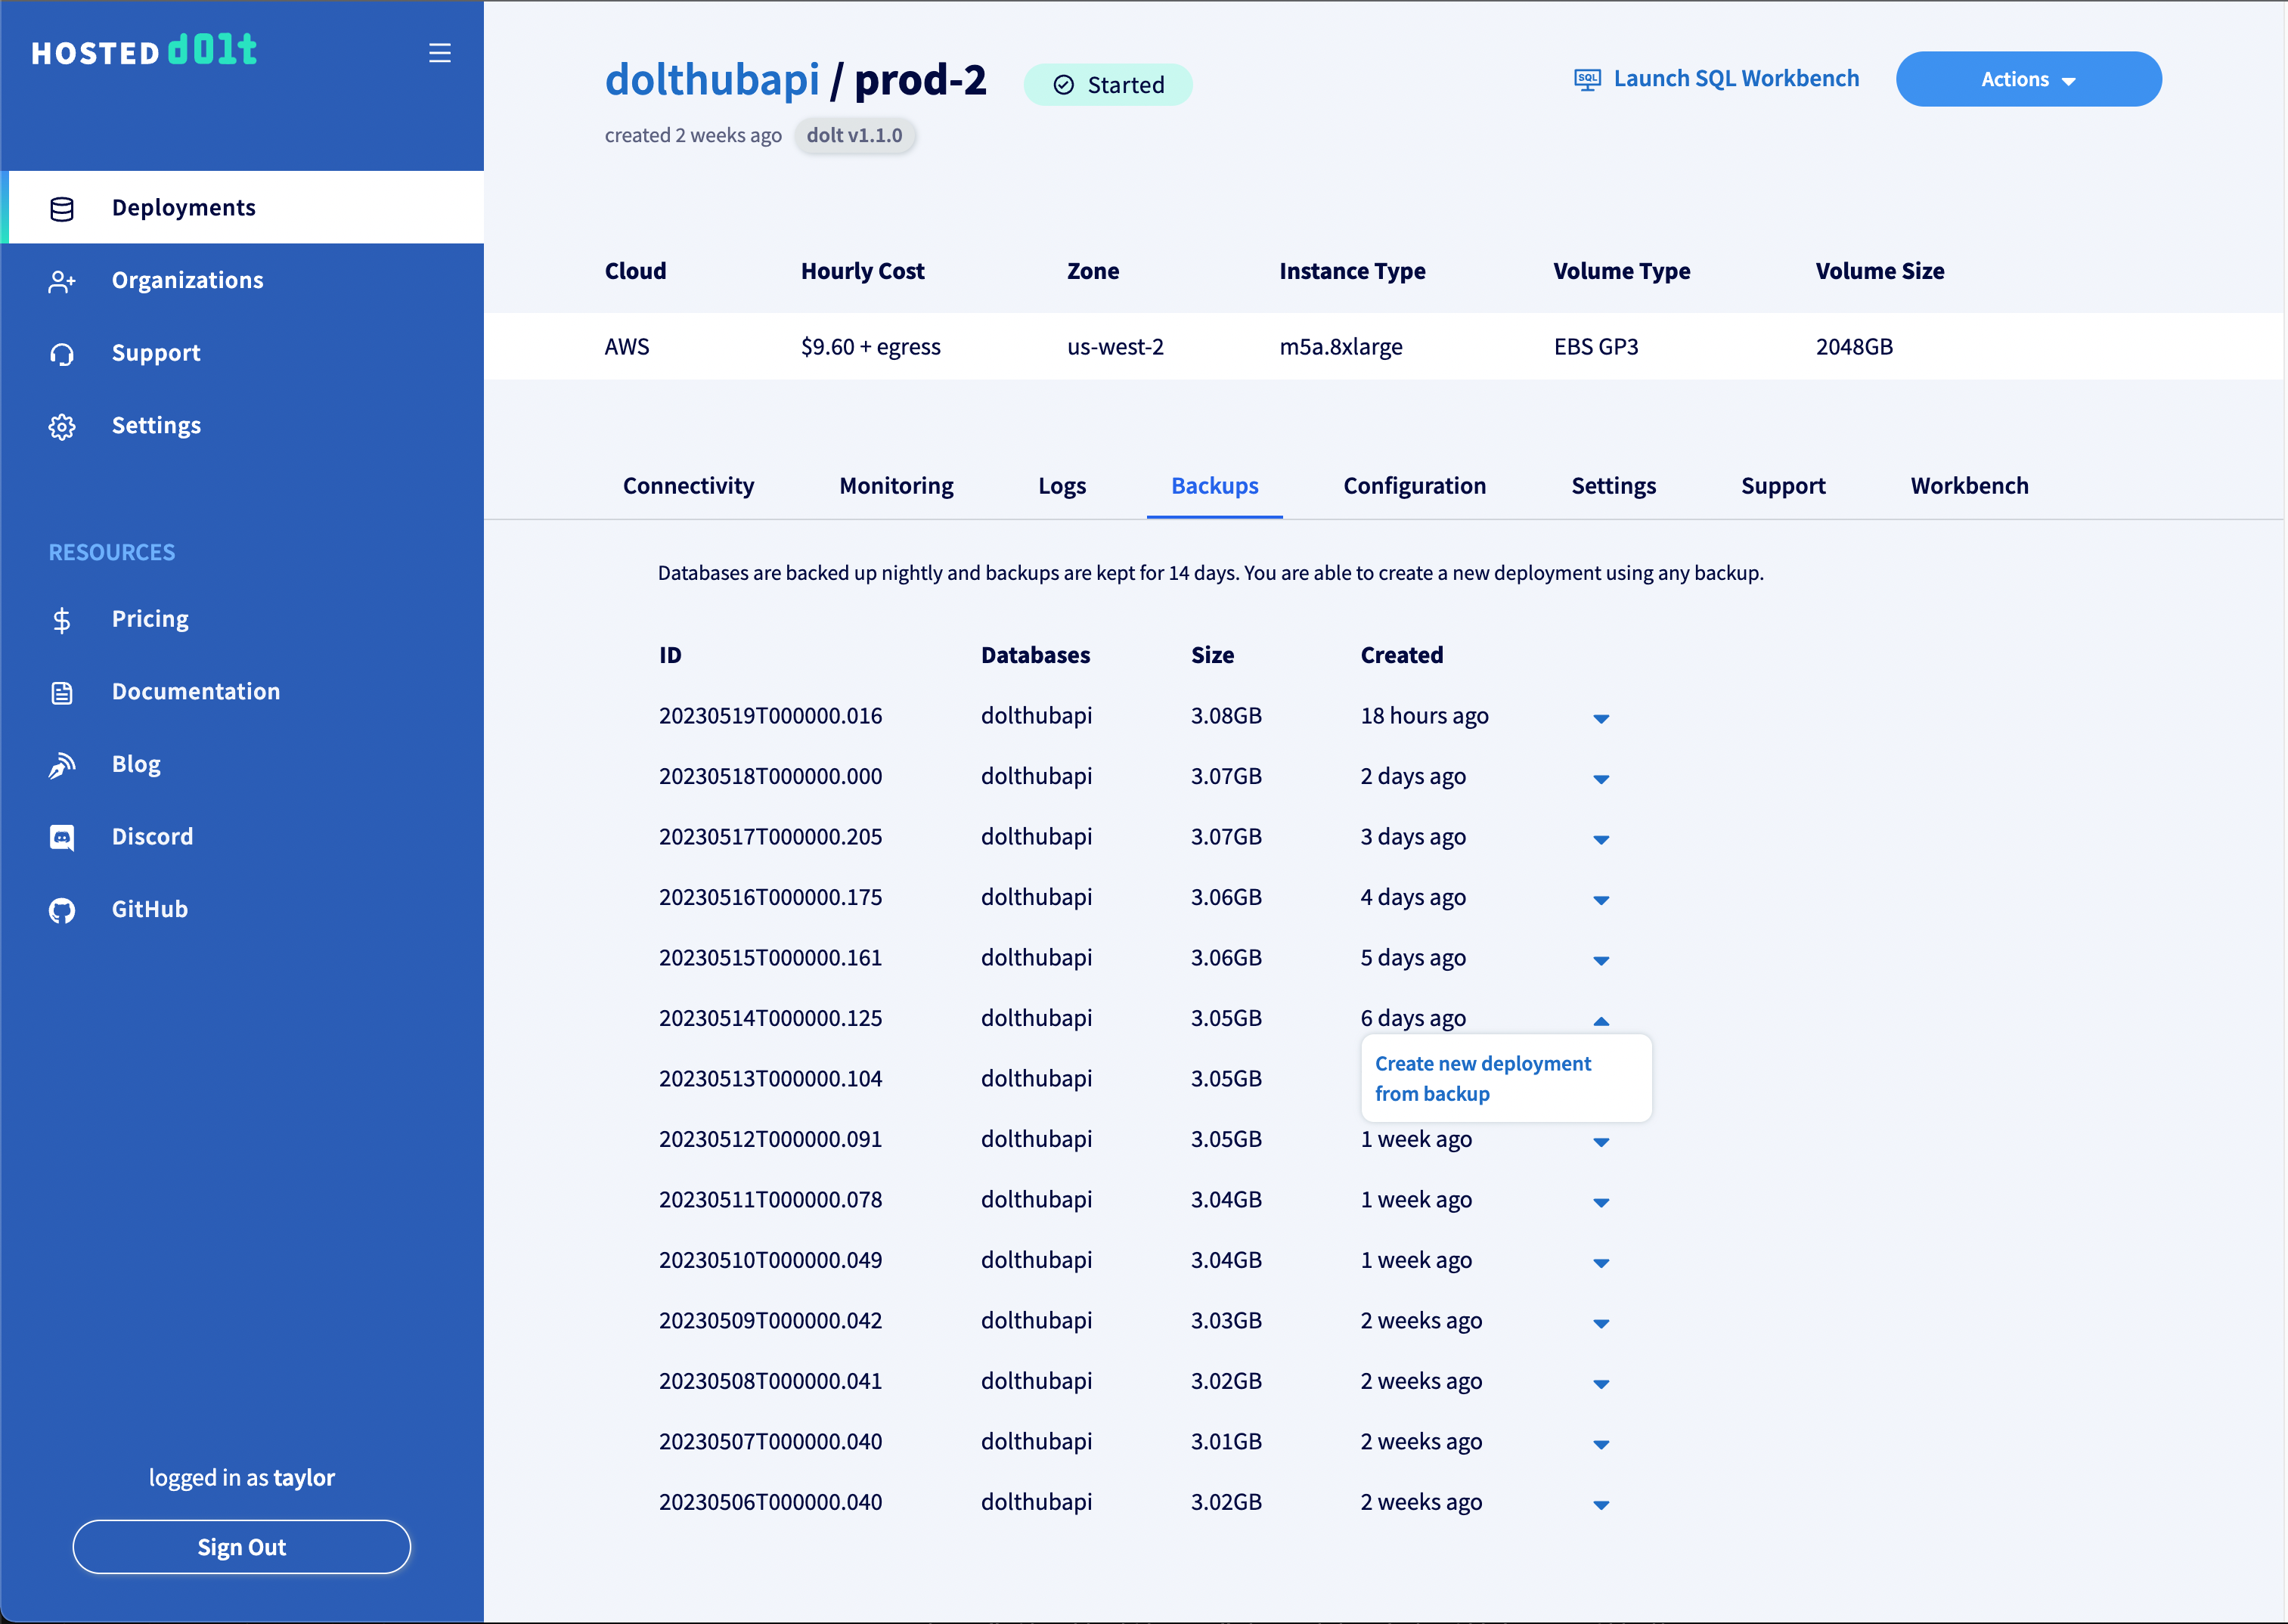 HOSTED dolt
Deployments
Organizations
Support
Settings
RESOURCES
Pricing
Documentation
Blog
Discord
GitHub
logged in as taylor
Sign Out
dolthubapi / prod-2
Started
SQL
Launch SQL Workbench
Actions
created 2 weeks ago
dolt v1.1.0
Cloud Hourly Cost Zone Instance Type Volume Type Volume Size
AWS $9.60 + egress us-west-2 m5a.8xlarge EBS GP3 2048GB
Connectivity Monitoring Logs Backups Configuration Settings Support Workbench
Databases are backed up nightly and backups are kept for 14 days. You are able to create a new deployment using any backup.
ID Databases Size Created
20230519T000000.016 dolthubapi 3.08GB 18 hours ago
20230518T000000.000 dolthubapi 3.07GB 2 days ago
20230517T000000.205 dolthubapi 3.07GB 3 days ago
20230516T000000.175 dolthubapi 3.06GB 4 days ago
20230515T000000.161 dolthubapi 3.06GB 5 days ago
20230514T000000.125 dolthubapi 3.05GB 6 days ago
20230513T000000.104 dolthubapi 3.05GB
Create new deployment
from backup
20230512T000000.091 dolthubapi 3.05GB 1 week ago
20230511T000000.078 dolthubapi 3.04GB 1 week ago
20230510T000000.049 dolthubapi 3.04GB 1 week ago
20230509T000000.042 dolthubapi 3.03GB 2 weeks ago
20230508T000000.041 dolthubapi 3.02GB 2 weeks ago
20230507T000000.040 dolthubapi 3.01GB 2 weeks ago
20230506T000000.040 dolthubapi 3.02GB 2 weeks ago